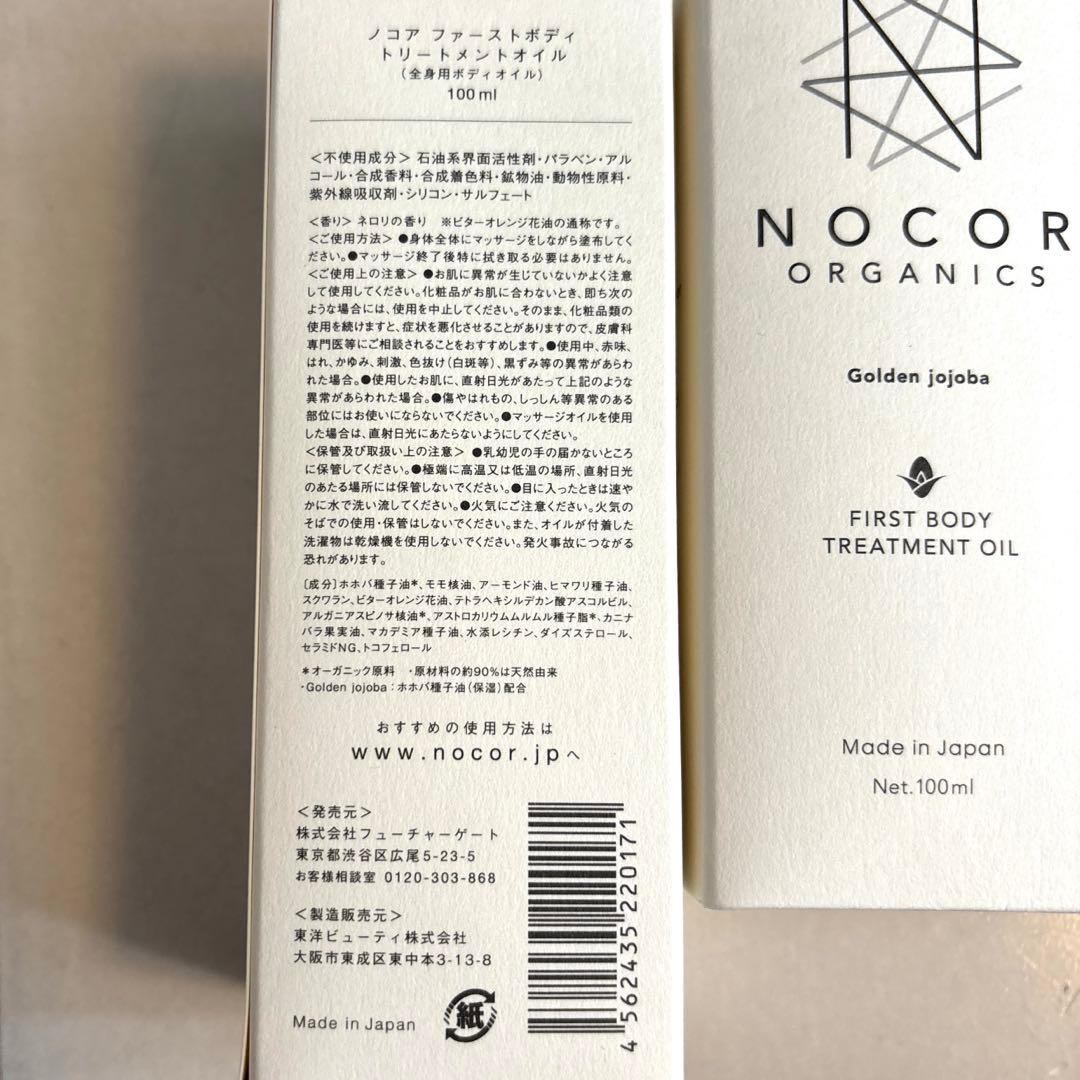 ノコア ファーストボディ
トリートメントオイル
(全身用ボディオイル)
100 ml
＜不使用成分＞ 石油系界面活性剤・パラベン・アル
コール・合成香料・合成着色料・鉱物油・動物性原料・
紫外線吸収剤・シリコン・サルフェート
＜香り＞ ネロリの香り　※ビターオレンジ花油の通称です。
＜ご使用方法＞ ●身体全体にマッサージをしながら塗布してく
ださい。●マッサージ終了後特に拭き取る必要はありません。
＜ご使用上の注意＞ ●お肌に異常が生じていないかよく注意
して使用してください。化粧品がお肌に合わないとき、即ち次の
ような場合には、使用を中止してください。そのまま、化粧品類の
使用を続けますと、症状を悪化させることがありますので、皮膚科
専門医等にご相談されることをおすすめします。●使用中、赤味、
はれ、かゆみ、刺激、色抜け(白斑等)、黒ずみ等の異常があらわ
れた場合。●使用したお肌に、直射日光があたって上記のような
異常があらわれた場合。●傷やはれもの、しっしん等異常のある
部位にはお使いにならないでください。●マッサージオイルを使用
した場合は、直射日光にあたらないようにしてください。
＜保管及び取扱い上の注意＞ ●乳幼児の手の届かないところ
に保管してください。●極端に高温又は低温の場所、直射日光
のあたる場所には保管しないでください。●目に入ったときは速や
かに水で洗い流してください。●火気にご注意ください。火気の
そばでの使用・保管はしないでください。また、オイルが付着した
洗濯物は乾燥機を使用しないでください。発火事故につながる
恐れがあります。
[成分]ホホバ種子油*、モモ核油、アーモンド油、ヒマワリ種子油、
スクワラン、ビターオレンジ花油、テトラヘキシルデカン酸アスコルビル、
アルガニアスピノサ核油*、アストロカリウムムルムル種子脂*、カニナ
バラ果実油、マカデミア種子油、水添レシチン、ダイズステロール、
セラミドNG、トコフェロール
*オーガニック原料　・原材料の約90%は天然由来
・Golden jojoba：ホホバ種子油(保湿)配合
おすすめの使用方法は
www.nocor.jpへ
＜発売元＞
株式会社フューチャーゲート
東京都渋谷区広尾5-23-5
お客様相談室 0120-303-868
＜製造販売元＞
東洋ビューティ株式会社
大阪市東成区東中本3-13-8
Made in Japan
紙
4 562435 220171
NOCOR
ORGANICS
Golden jojoba
FIRST BODY
TREATMENT OIL
Made in Japan
Net.100ml